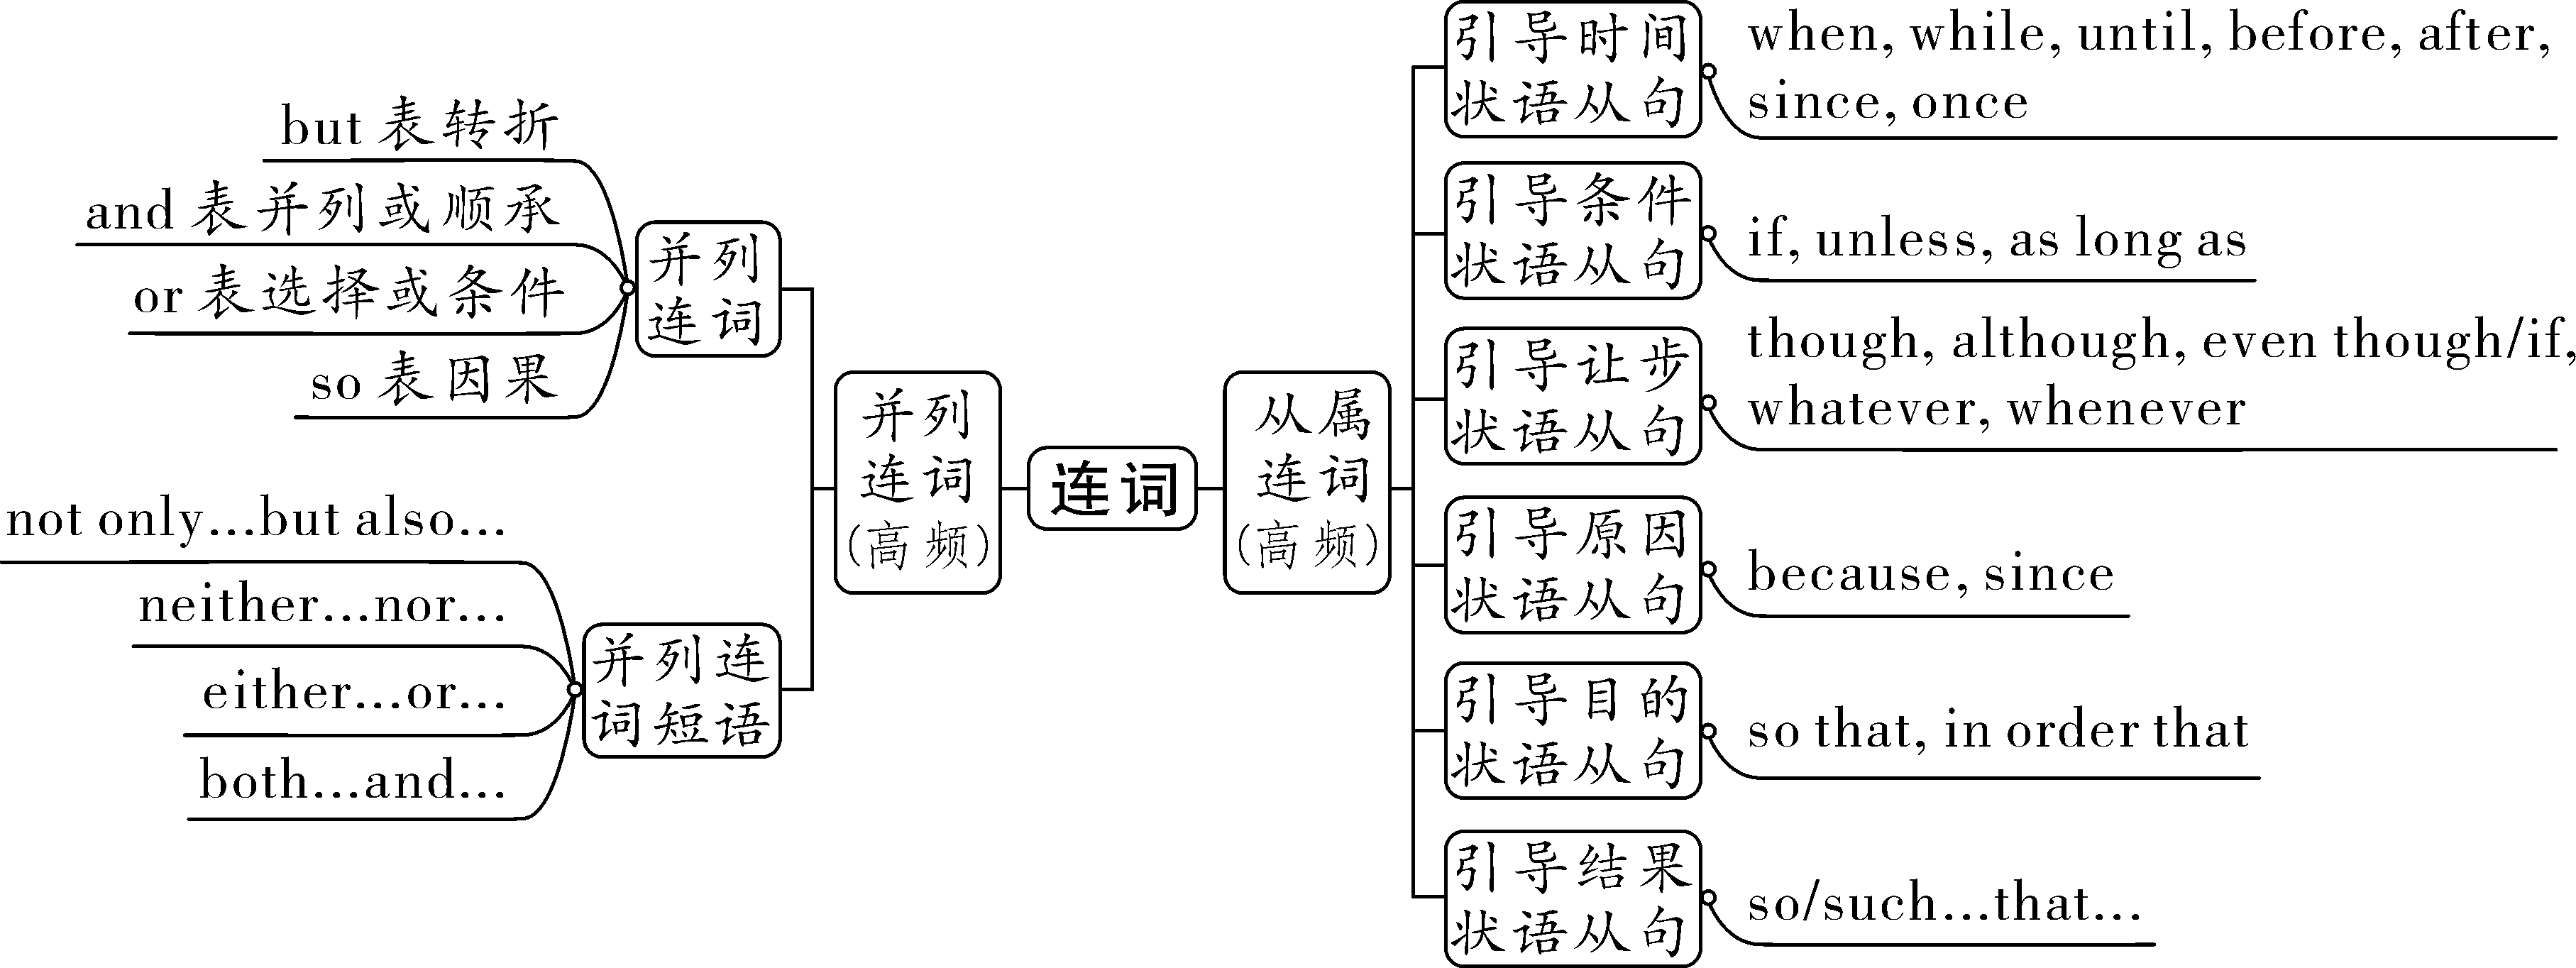 but 表转折
and 表并列或顺承
or 表选择或条件
so 表因果
并列
连词
not only…but also…
neither…nor…
either…or…
both…and…
并列连
词短语
并列
连词
(高频)
连词
从属
连词
(高频)
引导时间
状语从句
when, while, until, before, after,
since, once
引导条件
状语从句
if, unless, as long as
引导让步
状语从句
though, although, even though/if,
whatever, whenever
引导原因
状语从句
because, since
引导目的
状语从句
so that, in order that
引导结果
状语从句
so/such…that…